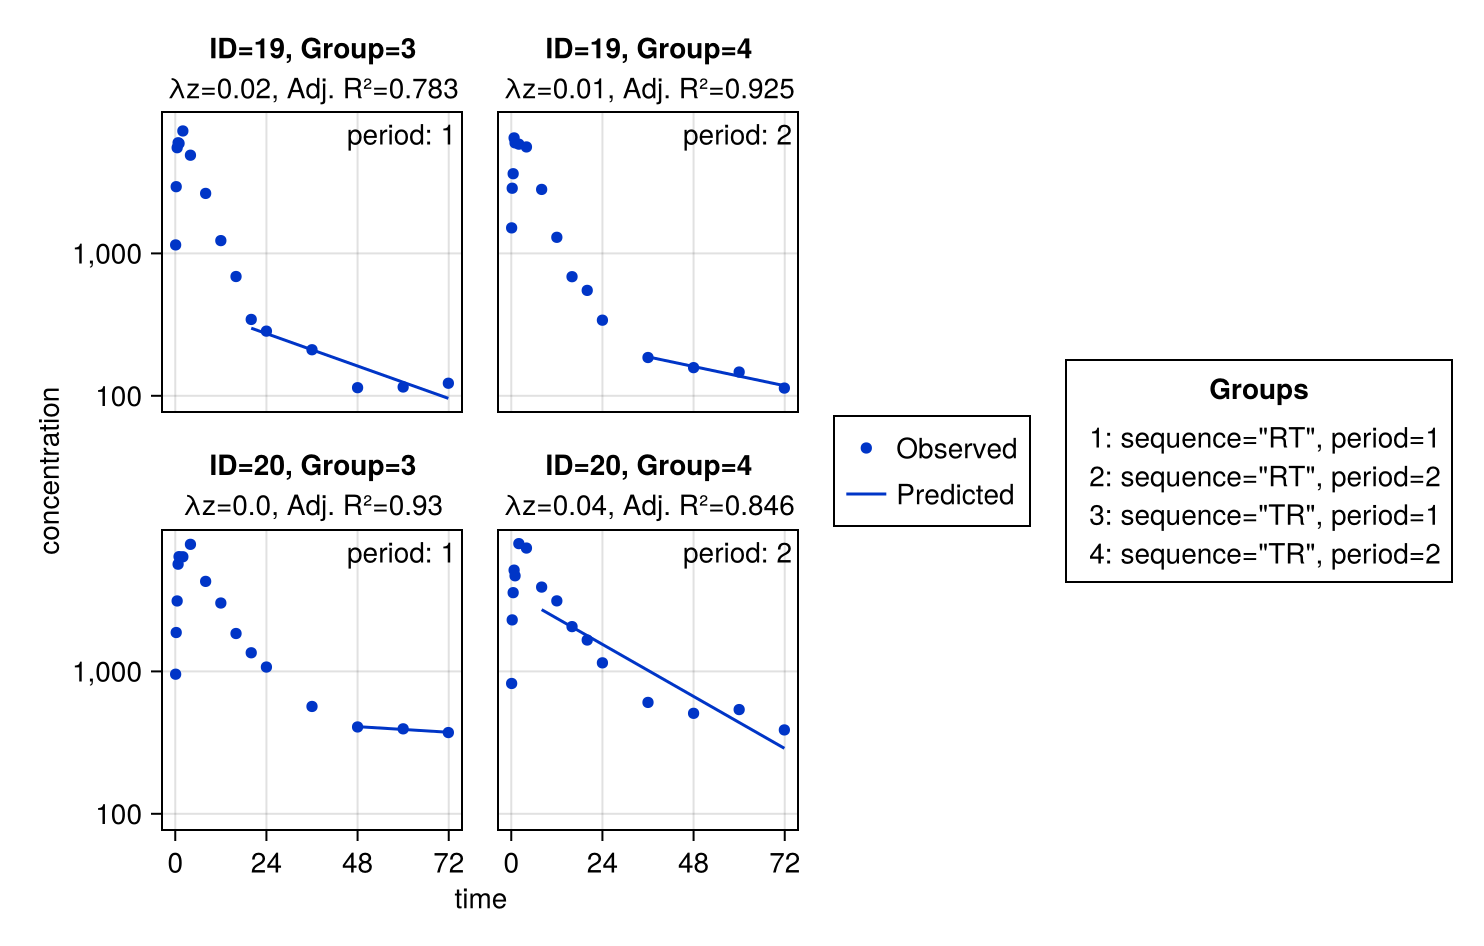 ID=19, Group=3
λz=0.02, Adj. R²=0.783
period: 1
ID=19, Group=4
λz=0.01, Adj. R²=0.925
period: 2
1,000
100
ID=20, Group=3
λz=0.0, Adj. R²=0.93
period: 1
ID=20, Group=4
λz=0.04, Adj. R²=0.846
period: 2
1,000
100
0 24 48 72
0 24 48 72
time
concentration
Observed
Predicted
Groups
1: sequence="RT", period=1
2: sequence="RT", period=2
3: sequence="TR", period=1
4: sequence="TR", period=2